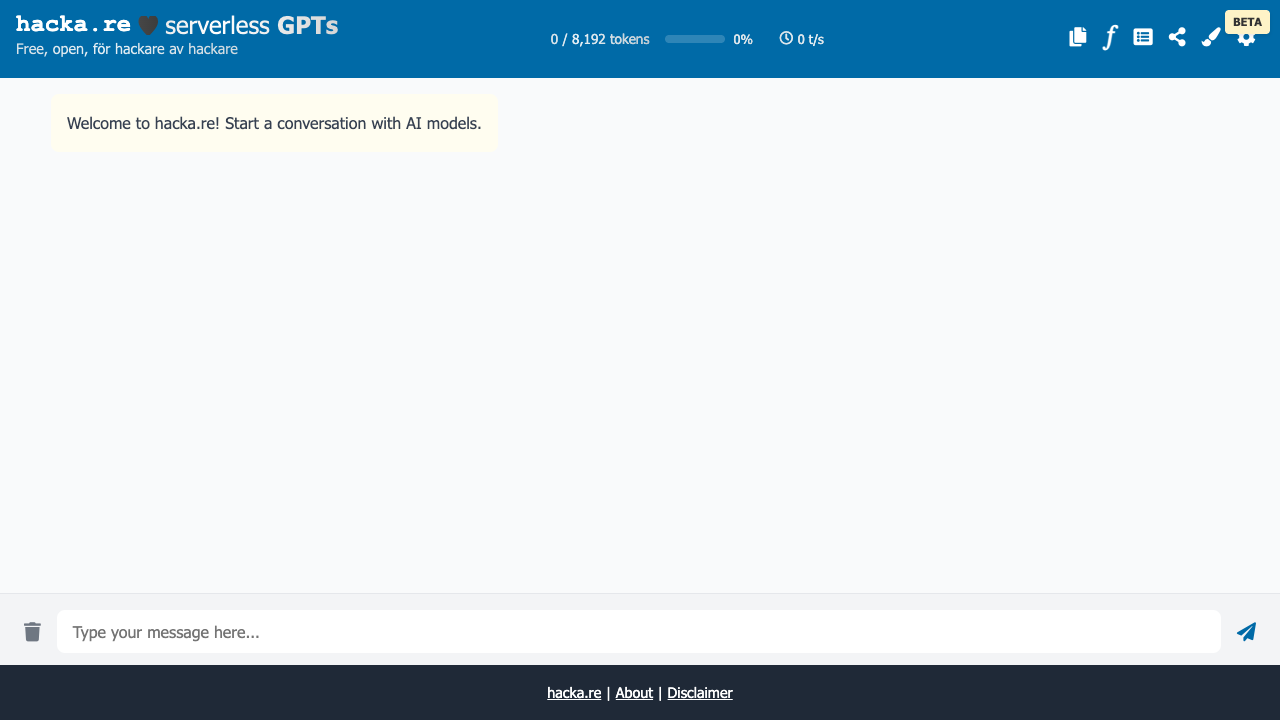 hacka.re 🖤 serverless GPTs
Free, open, för hackare av hackare
0 / 8,192 tokens 0% 0 t/s
BETA
Welcome to hacka.re! Start a conversation with AI models.
Type your message here...
hacka.re | About | Disclaimer